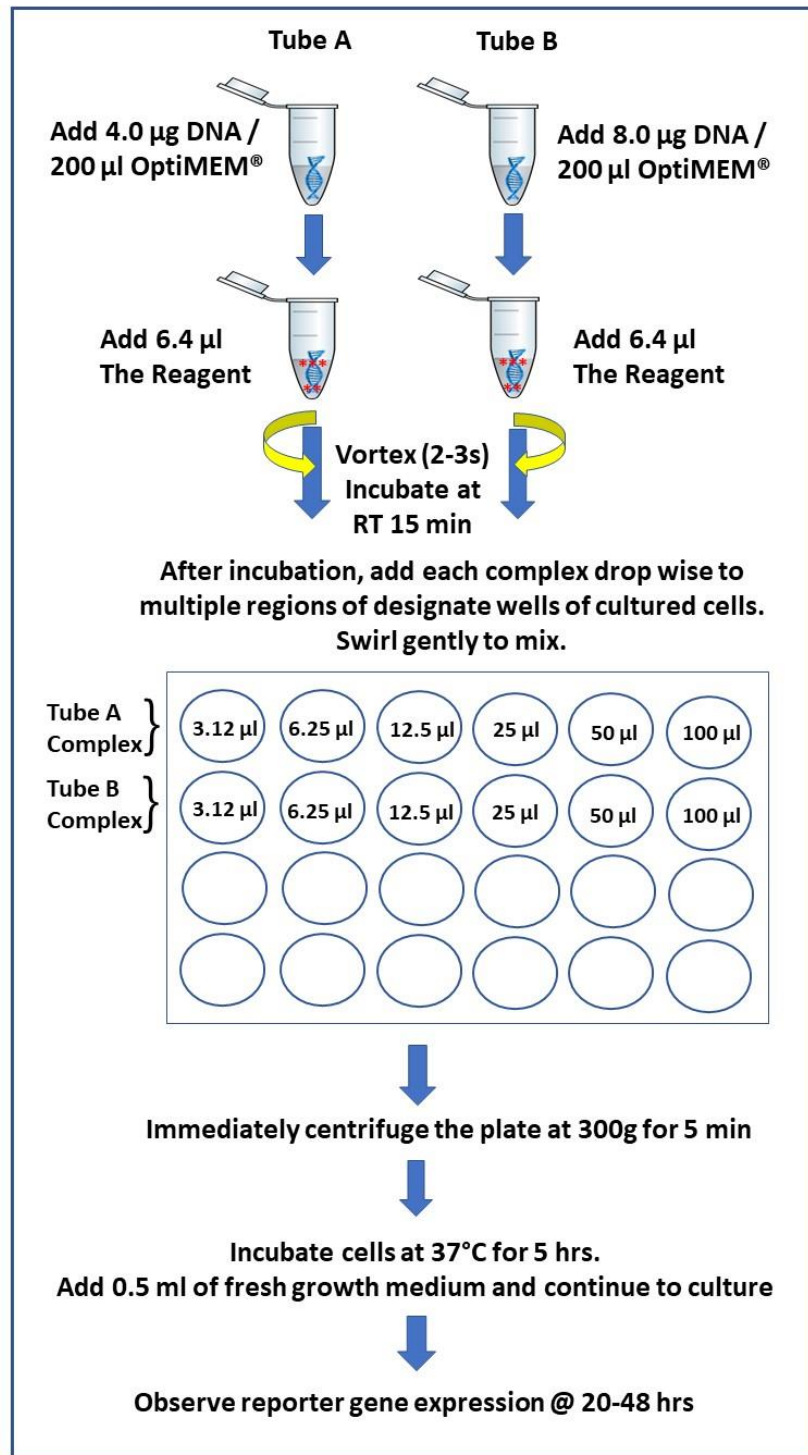 Tube A
Tube B
Add 4.0 µg DNA /
200 µl OptiMEM®
Add 8.0 µg DNA /
200 µl OptiMEM®
Add 6.4 µl
The Reagent
Add 6.4 µl
The Reagent
Vortex (2-3s)
Incubate at
RT 15 min
After incubation, add each complex drop wise to
multiple regions of designate wells of cultured cells.
Swirl gently to mix.
Tube A
Complex
3.12 µl
6.25 µl
12.5 µl
25 µl
50 µl
100 µl
Tube B
Complex
3.12 µl
6.25 µl
12.5 µl
25 µl
50 µl
100 µl
Immediately centrifuge the plate at 300g for 5 min
Incubate cells at 37°C for 5 hrs.
Add 0.5 ml of fresh growth medium and continue to culture
Observe reporter gene expression @ 20-48 hrs